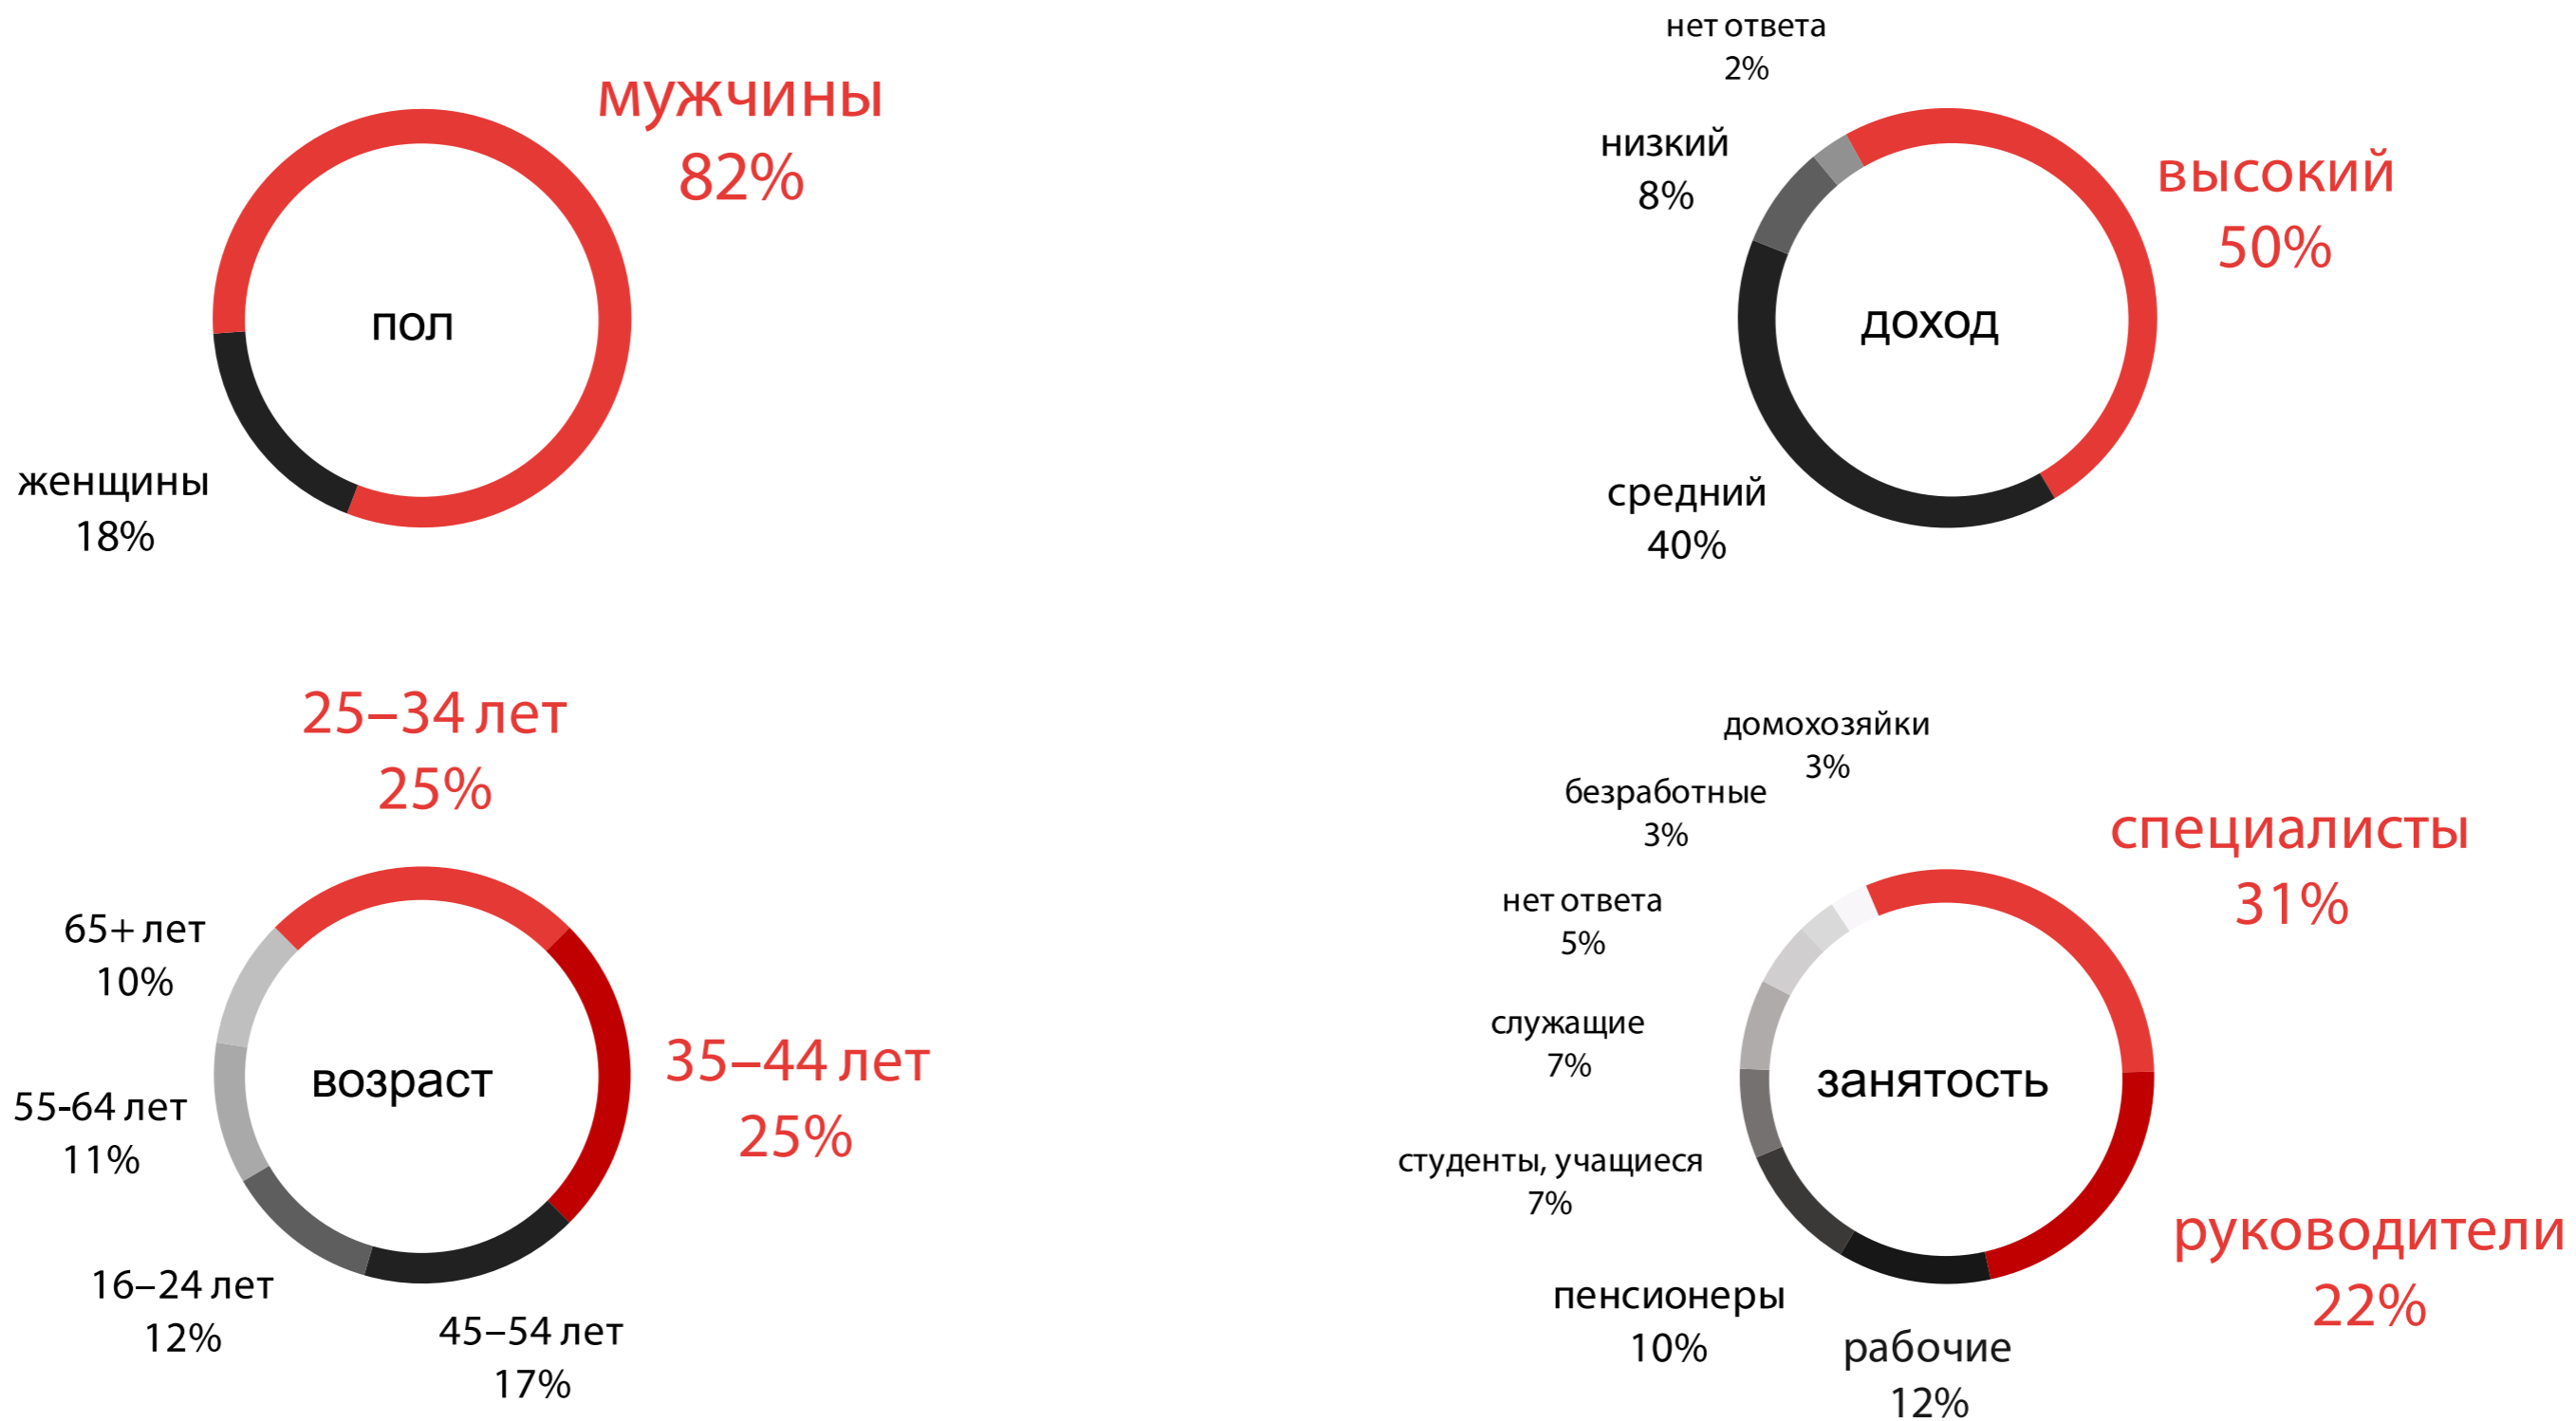 мужчины
82%
пол
женщины
18%
нет ответа
2%
низкий
8%
высокий
50%
доход
средний
40%
25–34 лет
25%
65+ лет
10%
возраст
35–44 лет
25%
55-64 лет
11%
16–24 лет
12%
45–54 лет
17%
домохозяйки
3%
безработные
3%
специалисты
31%
нет ответа
5%
служащие
7%
занятость
студенты, учащиеся
7%
руководители
22%
пенсионеры
10%
рабочие
12%